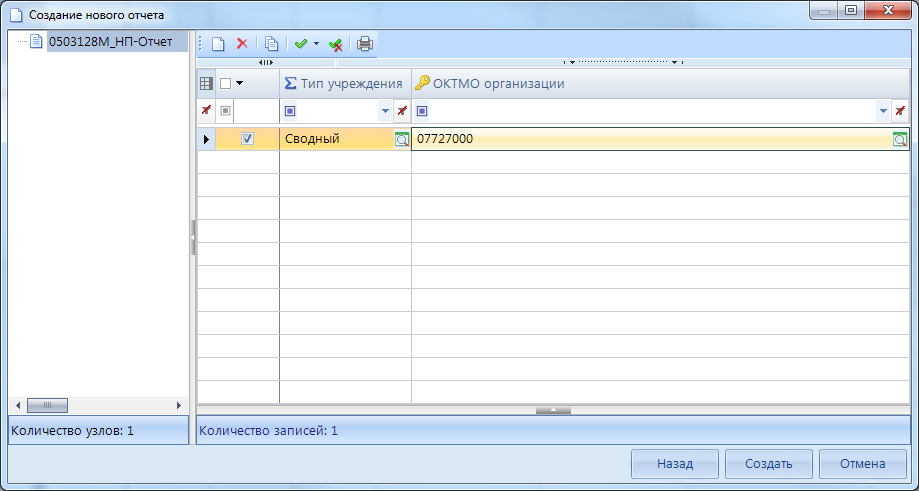 Создание нового отчета
0503128М_НП-Отчет
Тип учреждения
ОКТМО организации
Сводный
07727000
Количество узлов: 1
Количество записей: 1
Назад
Создать
Отмена